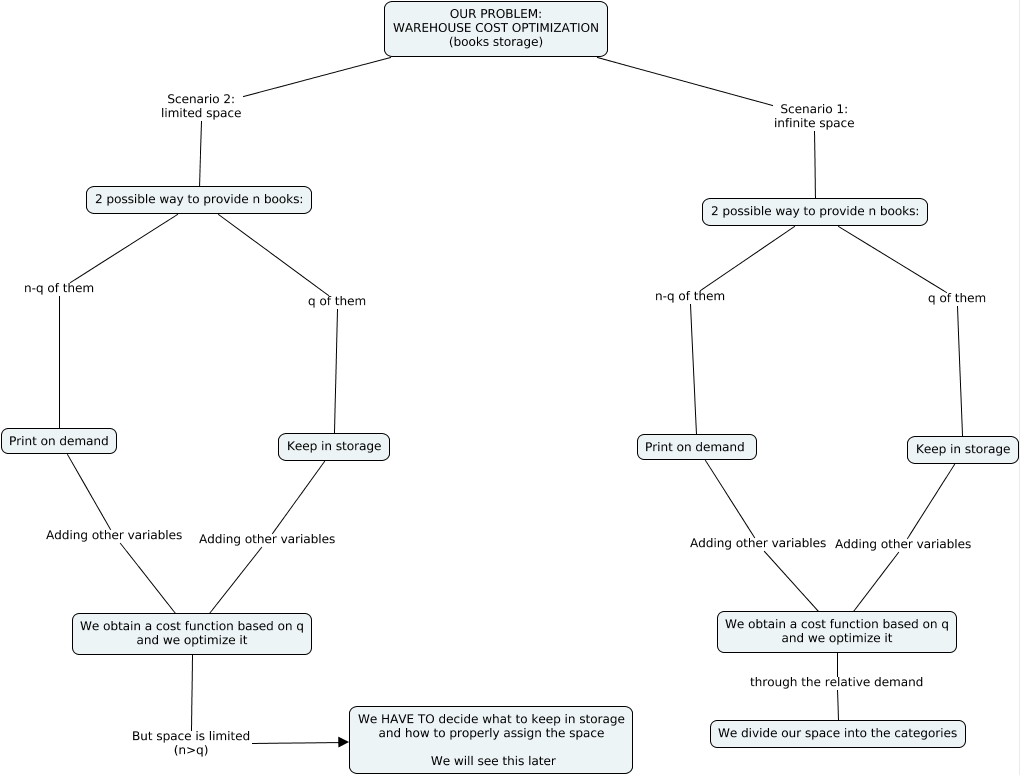 OUR PROBLEM:
WAREHOUSE COST OPTIMIZATION
(books storage)
Scenario 2:
limited space
Scenario 1:
infinite space
2 possible way to provide n books:
2 possible way to provide n books:
n-q of them
q of them
n-q of them
q of them
Print on demand
Keep in storage
Print on demand
Keep in storage
Adding other variables
Adding other variables
Adding other variables
Adding other variables
We obtain a cost function based on q
and we optimize it
We obtain a cost function based on q
and we optimize it
through the relative demand
But space is limited
(n>q)
We HAVE TO decide what to keep in storage
and how to properly assign the space
We will see this later
We divide our space into the categories